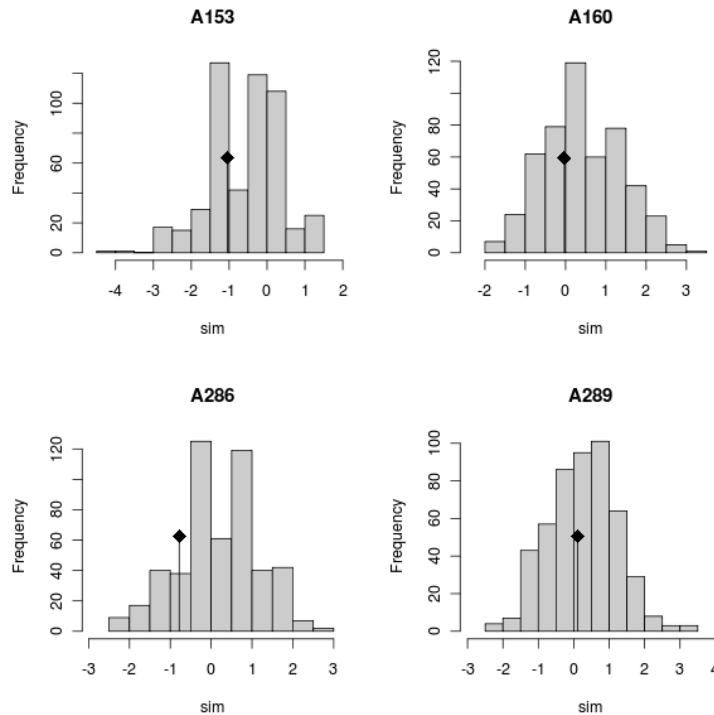 A153
Frequency
0 20 60 100
-4 -3 -2 -1 0 1 2
sim
A160
Frequency
0 20 40 60 80 120
-2 -1 0 1 2 3
sim
A286
Frequency
0 20 40 60 80 120
-3 -2 -1 0 1 2 3
sim
A289
Frequency
0 20 40 60 80 100
-3 -2 -1 0 1 2 3 4
sim